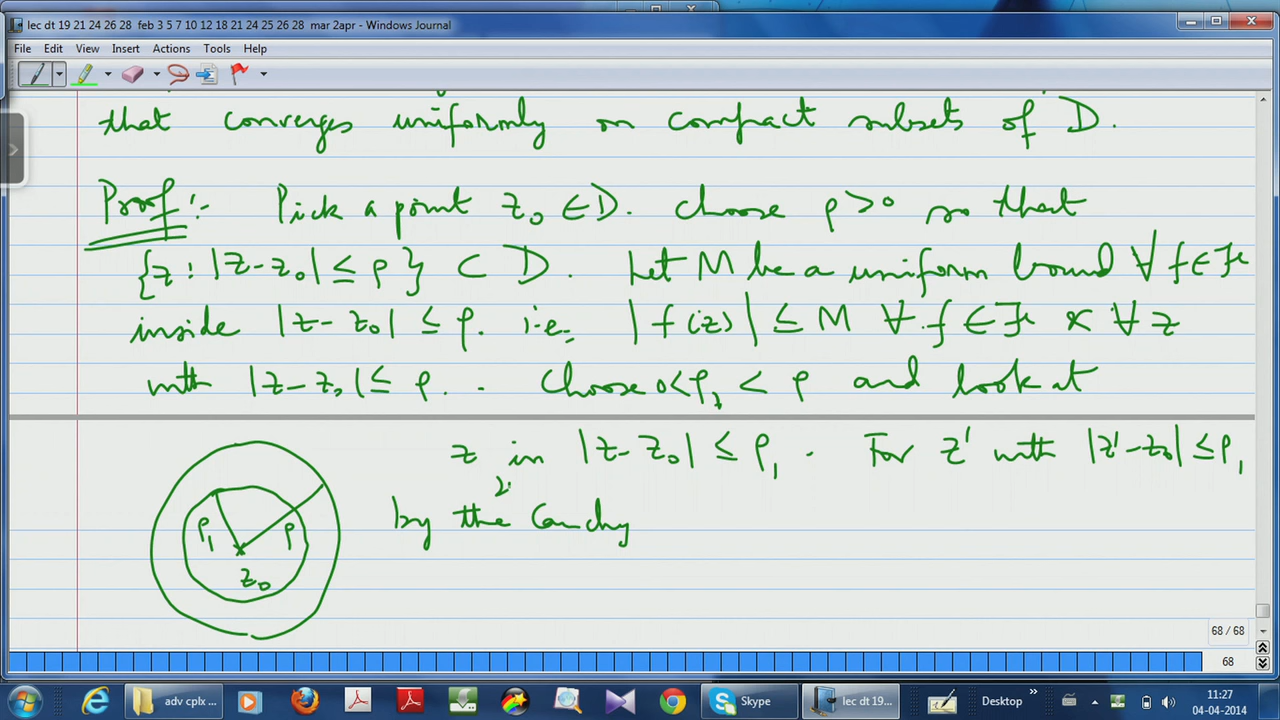 lec dt 19 21 24 26 28 feb 3 5 7 10 12 18 21 24 25 26 28 mar 2apr - Windows Journal
File Edit View Insert Actions Tools Help
that converges uniformly on compact subsets of D.
Proof :- Pick a point z₀ ∈ D. Choose ρ>0 so that
{z : |z-z₀| ≤ ρ} ⊂ D. Let M be a uniform bound ∀ f ∈ ℱ
inside |z-z₀| ≤ ρ. i.e., |f(z)| ≤ M ∀ f ∈ ℱ & ∀ z
with |z-z₀| ≤ ρ. Choose 0<ρ₁ < ρ and look at
z in |z-z₀| ≤ ρ₁. For z' with |z'-z₀| ≤ ρ₁
by the Cauchy
ρ₁ ρ
z₀
68 / 68
68
adv cplx ...
Skype
lec dt 19...
Desktop
11:27
04-04-2014